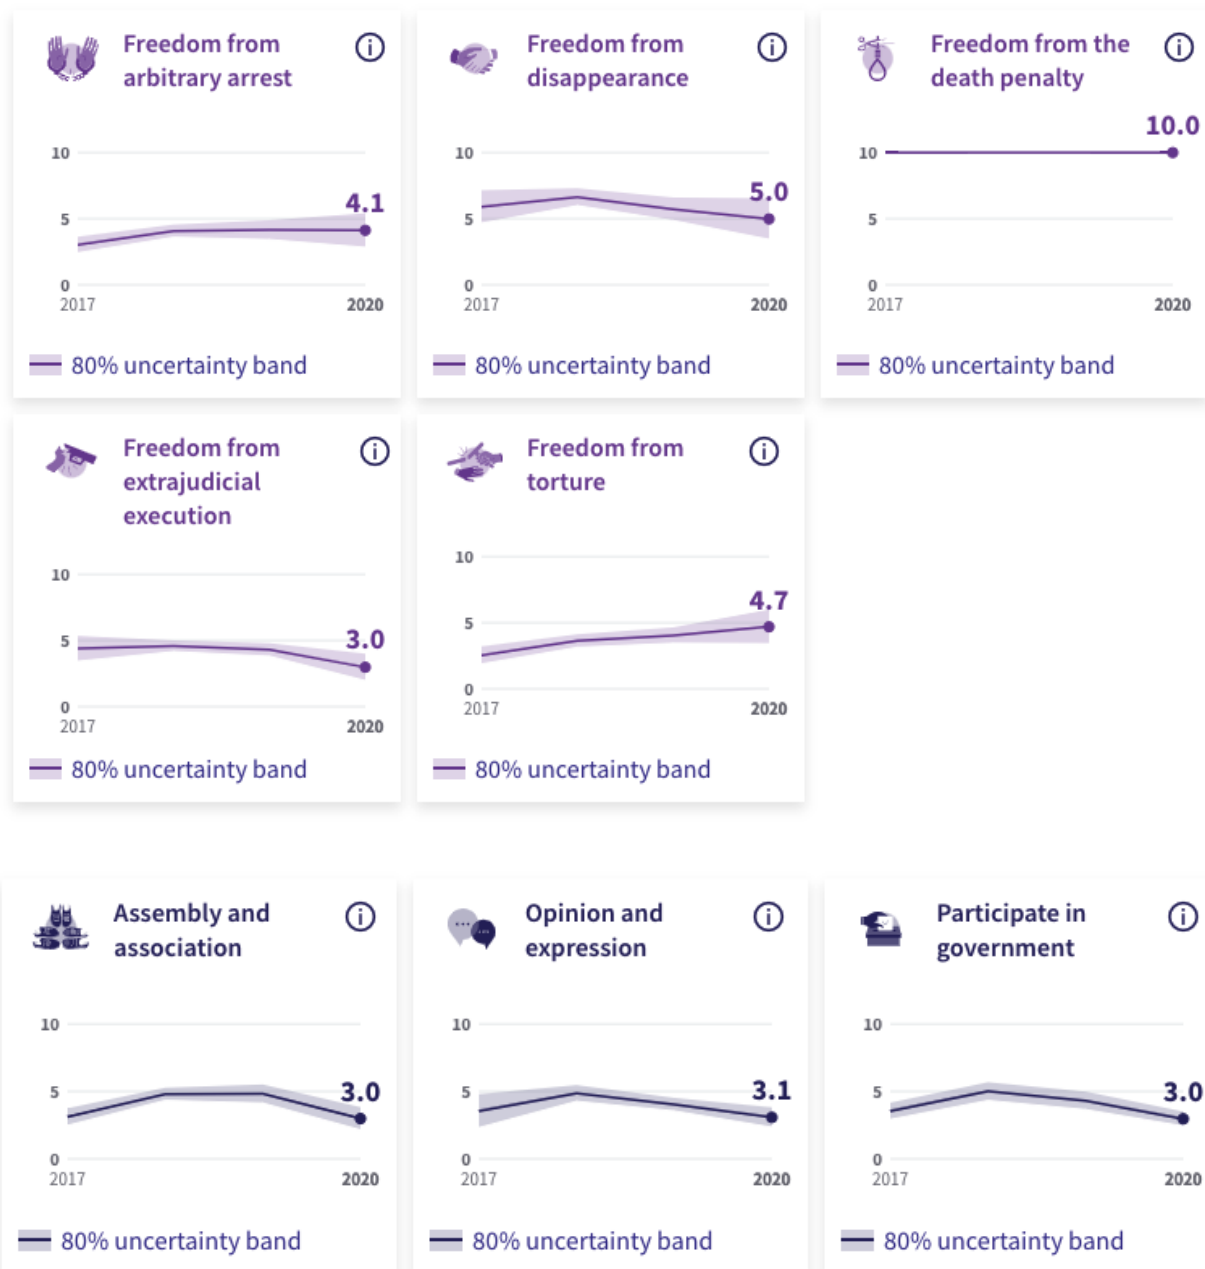 Freedom from
arbitrary arrest
10
4.1
5
0
2017
2020
80% uncertainty band
Freedom from
disappearance
10
5.0
5
0
2017
2020
80% uncertainty band
Freedom from the
death penalty
10.0
10
5
0
2017
2020
80% uncertainty band
Freedom from
extrajudicial
execution
10
5
3.0
0
2017
2020
80% uncertainty band
Freedom from
torture
10
4.7
5
0
2017
2020
80% uncertainty band
Assembly and
association
10
5
3.0
0
2017
2020
80% uncertainty band
Opinion and
expression
10
5
3.1
0
2017
2020
80% uncertainty band
Participate in
government
10
5
3.0
0
2017
2020
80% uncertainty band